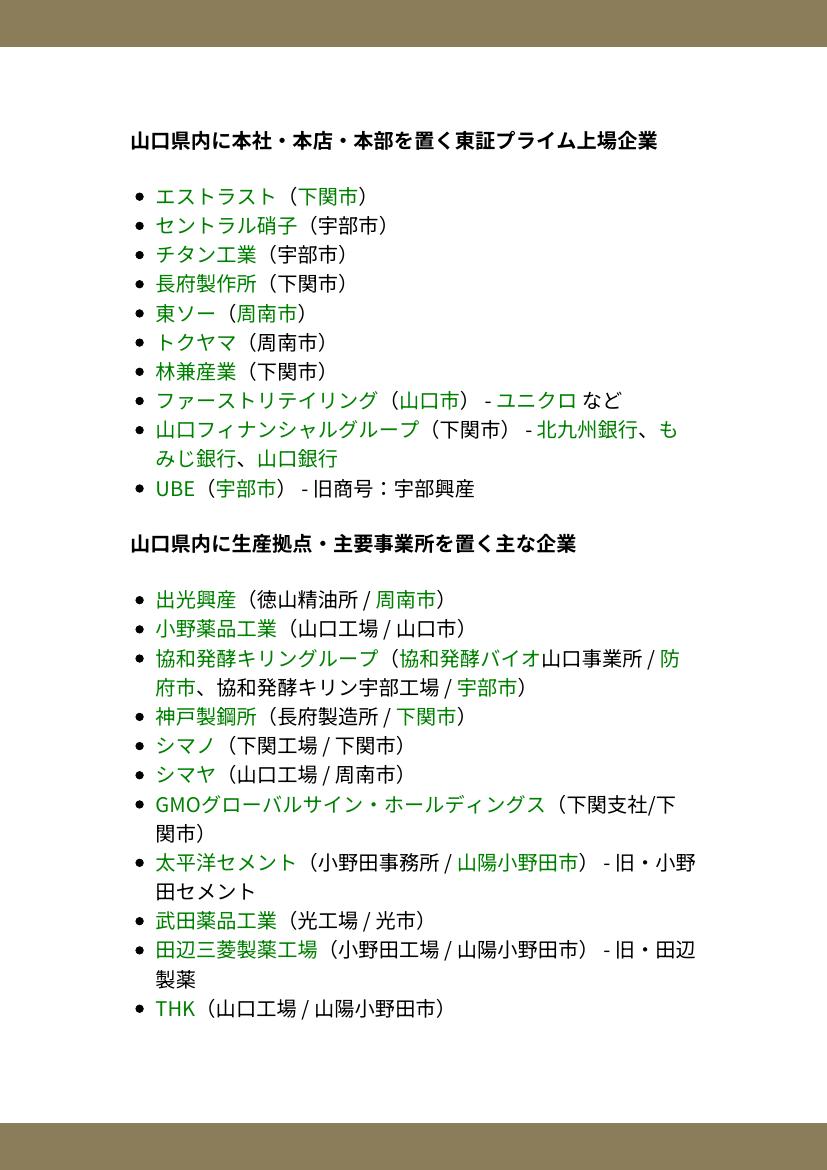 山口県内に本社・本店・本部を置く東証プライム上場企業
• エストラスト（下関市）
• セントラル硝子（宇部市）
• チタン工業（宇部市）
• 長府製作所（下関市）
• 東ソー（周南市）
• トクヤマ（周南市）
• 林兼産業（下関市）
• ファーストリテイリング（山口市） - ユニクロ など
• 山口フィナンシャルグループ（下関市） - 北九州銀行、も
みじ銀行、山口銀行
• UBE（宇部市） - 旧商号：宇部興産
山口県内に生産拠点・主要事業所を置く主な企業
• 出光興産（徳山精油所 / 周南市）
• 小野薬品工業（山口工場 / 山口市）
• 協和発酵キリングループ（協和発酵バイオ山口事業所 / 防
府市、協和発酵キリン宇部工場 / 宇部市）
• 神戸製鋼所（長府製造所 / 下関市）
• シマノ（下関工場 / 下関市）
• シマヤ（山口工場 / 周南市）
• GMOグローバルサイン・ホールディングス（下関支社/下
関市）
• 太平洋セメント（小野田事務所 / 山陽小野田市） - 旧・小野
田セメント
• 武田薬品工業（光工場 / 光市）
• 田辺三菱製薬工場（小野田工場 / 山陽小野田市） - 旧・田辺
製薬
• THK（山口工場 / 山陽小野田市）